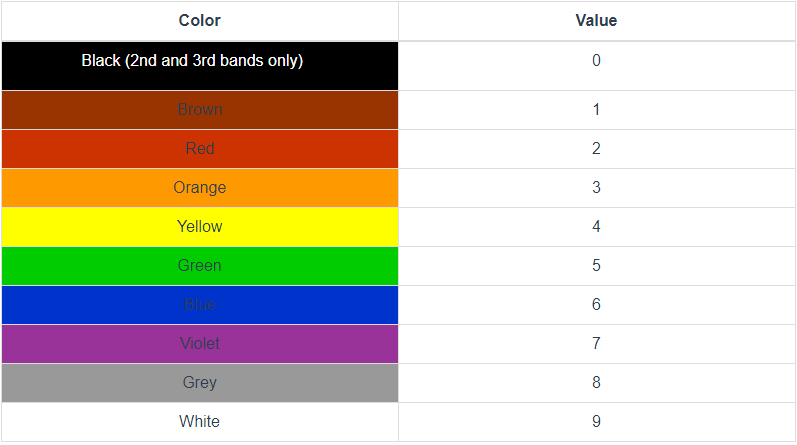 Color Value
Black (2nd and 3rd bands only) 0
Brown 1
Red 2
Orange 3
Yellow 4
Green 5
Blue 6
Violet 7
Grey 8
White 9